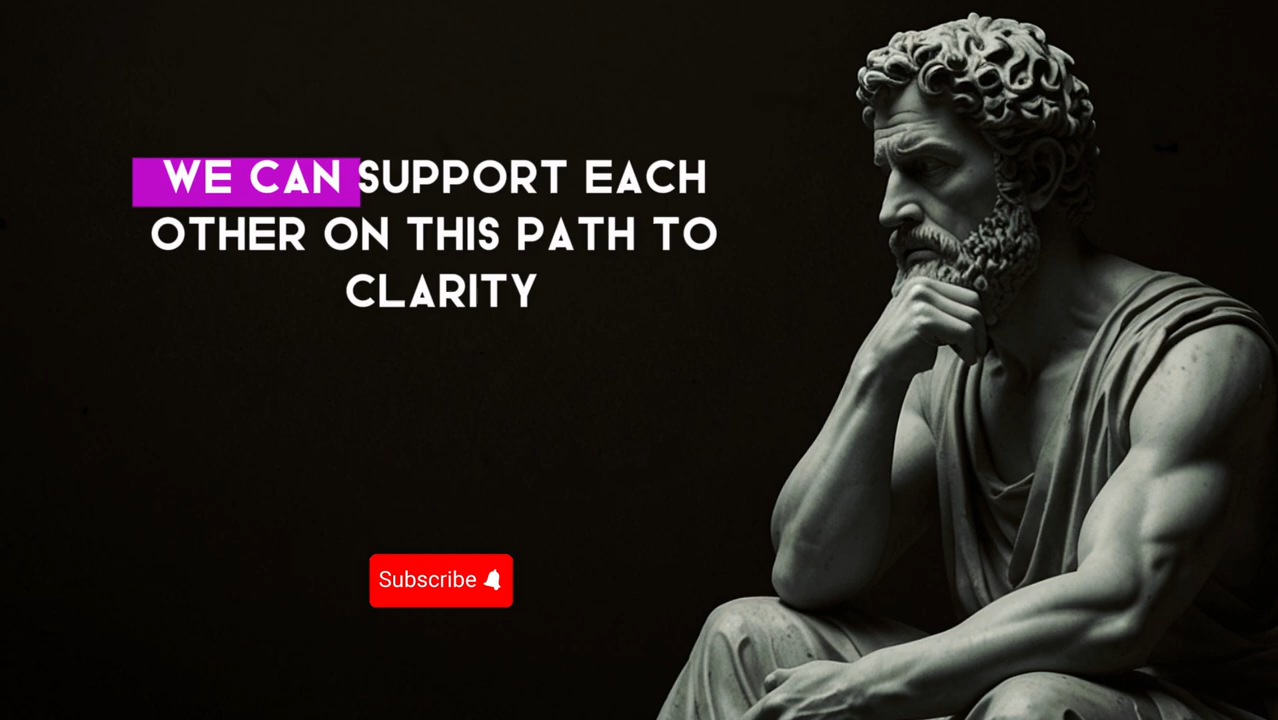 WE CAN SUPPORT EACH
OTHER ON THIS PATH TO
CLARITY
Subscribe